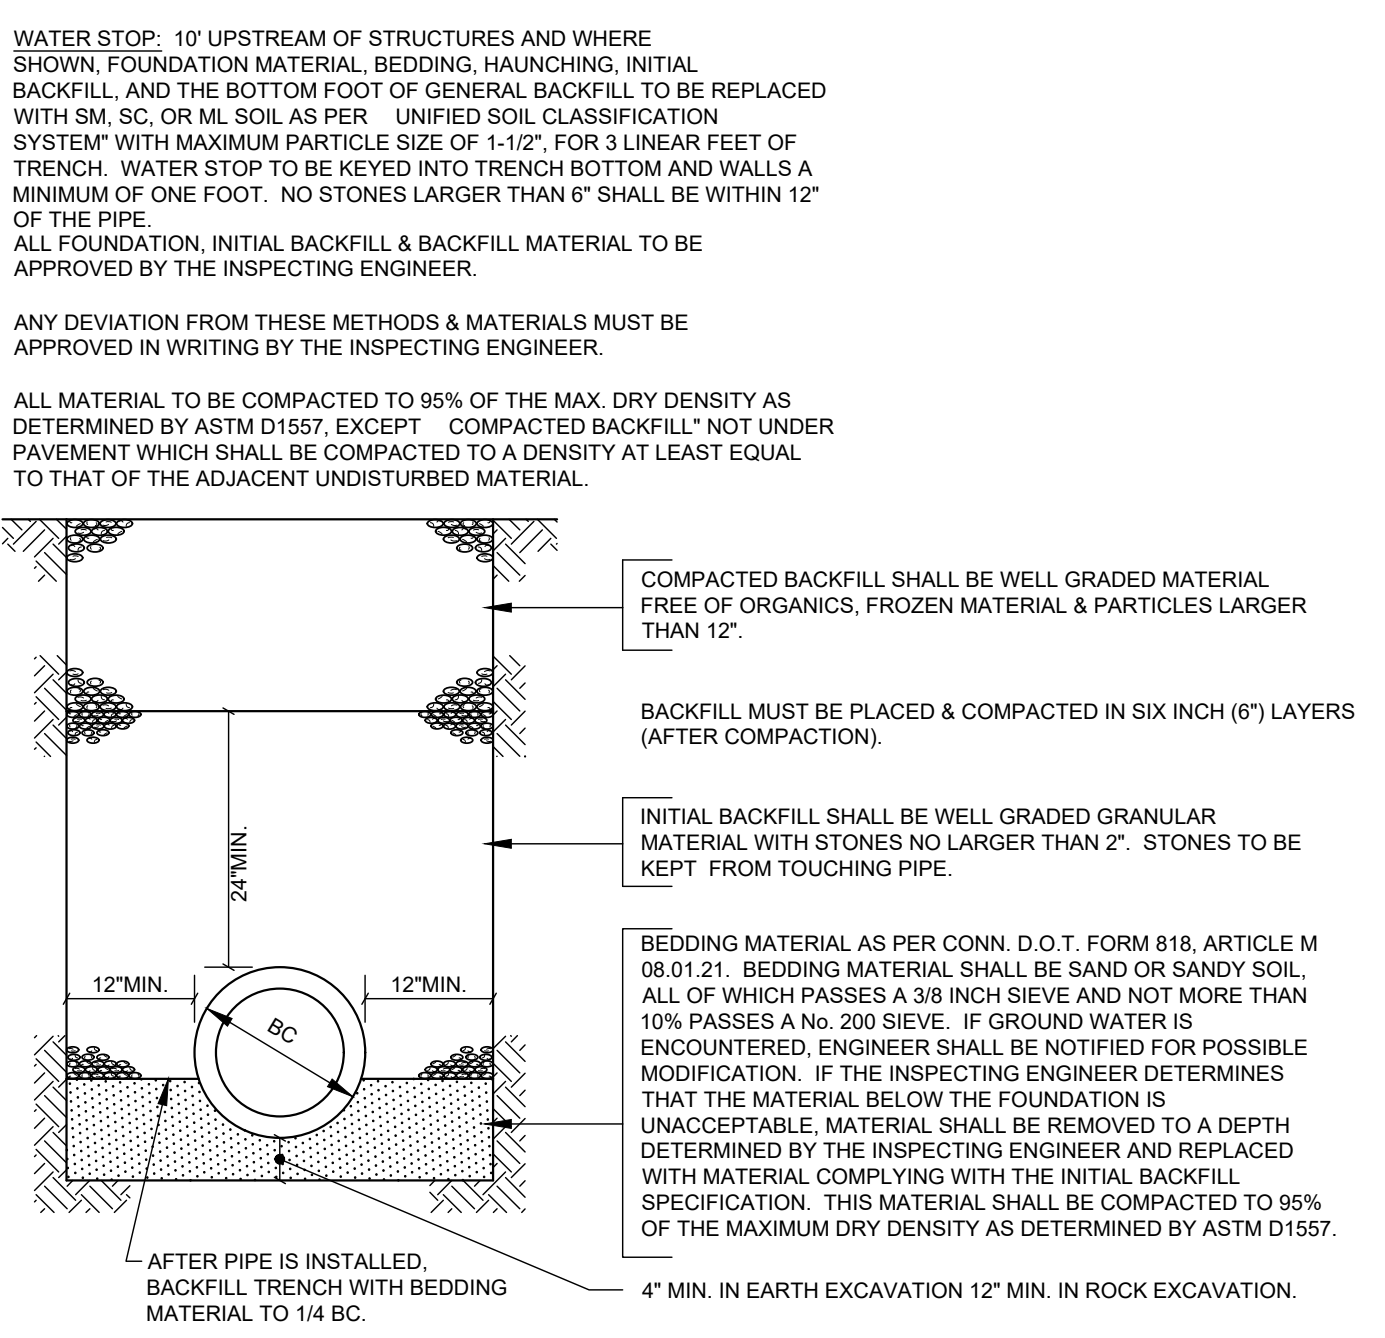 WATER STOP: 10' UPSTREAM OF STRUCTURES AND WHERE
SHOWN, FOUNDATION MATERIAL, BEDDING, HAUNCHING, INITIAL
BACKFILL, AND THE BOTTOM FOOT OF GENERAL BACKFILL TO BE REPLACED
WITH SM, SC, OR ML SOIL AS PER UNIFIED SOIL CLASSIFICATION
SYSTEM" WITH MAXIMUM PARTICLE SIZE OF 1-1/2", FOR 3 LINEAR FEET OF
TRENCH. WATER STOP TO BE KEYED INTO TRENCH BOTTOM AND WALLS A
MINIMUM OF ONE FOOT. NO STONES LARGER THAN 6" SHALL BE WITHIN 12"
OF THE PIPE.
ALL FOUNDATION, INITIAL BACKFILL & BACKFILL MATERIAL TO BE
APPROVED BY THE INSPECTING ENGINEER.
ANY DEVIATION FROM THESE METHODS & MATERIALS MUST BE
APPROVED IN WRITING BY THE INSPECTING ENGINEER.
ALL MATERIAL TO BE COMPACTED TO 95% OF THE MAX. DRY DENSITY AS
DETERMINED BY ASTM D1557, EXCEPT COMPACTED BACKFILL" NOT UNDER
PAVEMENT WHICH SHALL BE COMPACTED TO A DENSITY AT LEAST EQUAL
TO THAT OF THE ADJACENT UNDISTURBED MATERIAL.
COMPACTED BACKFILL SHALL BE WELL GRADED MATERIAL
FREE OF ORGANICS, FROZEN MATERIAL & PARTICLES LARGER
THAN 12".
BACKFILL MUST BE PLACED & COMPACTED IN SIX INCH (6") LAYERS
(AFTER COMPACTION).
INITIAL BACKFILL SHALL BE WELL GRADED GRANULAR
MATERIAL WITH STONES NO LARGER THAN 2". STONES TO BE
KEPT FROM TOUCHING PIPE.
24"MIN.
12"MIN.
12"MIN.
BC
BEDDING MATERIAL AS PER CONN. D.O.T. FORM 818, ARTICLE M
08.01.21. BEDDING MATERIAL SHALL BE SAND OR SANDY SOIL,
ALL OF WHICH PASSES A 3/8 INCH SIEVE AND NOT MORE THAN
10% PASSES A No. 200 SIEVE. IF GROUND WATER IS
ENCOUNTERED, ENGINEER SHALL BE NOTIFIED FOR POSSIBLE
MODIFICATION. IF THE INSPECTING ENGINEER DETERMINES
THAT THE MATERIAL BELOW THE FOUNDATION IS
UNACCEPTABLE, MATERIAL SHALL BE REMOVED TO A DEPTH
DETERMINED BY THE INSPECTING ENGINEER AND REPLACED
WITH MATERIAL COMPLYING WITH THE INITIAL BACKFILL
SPECIFICATION. THIS MATERIAL SHALL BE COMPACTED TO 95%
OF THE MAXIMUM DRY DENSITY AS DETERMINED BY ASTM D1557.
AFTER PIPE IS INSTALLED,
BACKFILL TRENCH WITH BEDDING
MATERIAL TO 1/4 BC.
4" MIN. IN EARTH EXCAVATION 12" MIN. IN ROCK EXCAVATION.